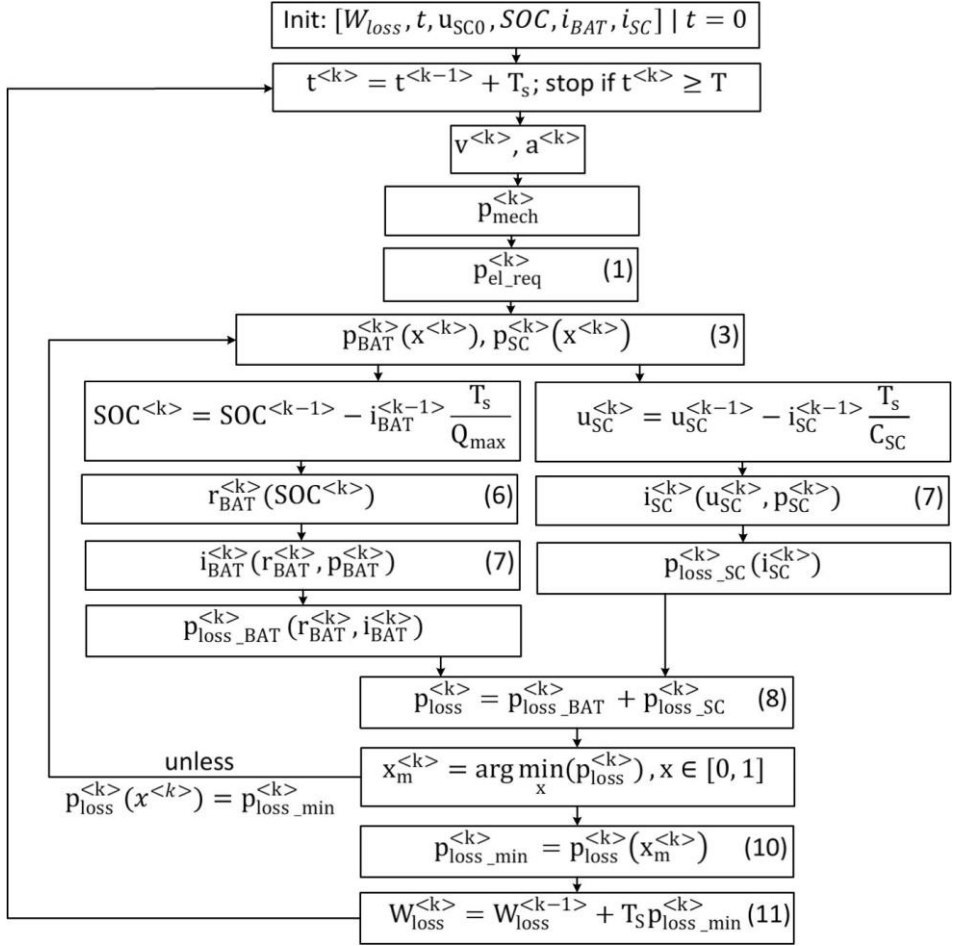 Init: [W_loss, t, u_SC0, SOC, i_BAT, i_SC] | t = 0
t^<k> = t^<k-1> + T_s; stop if t^<k> ≥ T
v^<k>, a^<k>
p_mech^<k>
p_el_req^<k> (1)
p_BAT^<k>(x^<k>), p_SC^<k>(x^<k>) (3)
SOC^<k> = SOC^<k-1> − i_BAT^<k-1> T_s/Q_max
u_SC^<k> = u_SC^<k-1> − i_SC^<k-1> T_s/C_SC
r_BAT^<k>(SOC^<k>) (6)
i_SC^<k>(u_SC^<k>, p_SC^<k>) (7)
i_BAT^<k>(r_BAT^<k>, p_BAT^<k>) (7)
p_loss_SC^<k>(i_SC^<k>)
p_loss_BAT^<k>(r_BAT^<k>, i_BAT^<k>)
p_loss^<k> = p_loss_BAT^<k> + p_loss_SC^<k> (8)
unless
p_loss^<k>(x^<k>) = p_loss_min^<k>
x_m^<k> = arg min_x(p_loss^<k>), x ∈ [0, 1]
p_loss_min^<k> = p_loss^<k>(x_m^<k>) (10)
W_loss^<k> = W_loss^<k-1> + T_S p_loss_min^<k> (11)